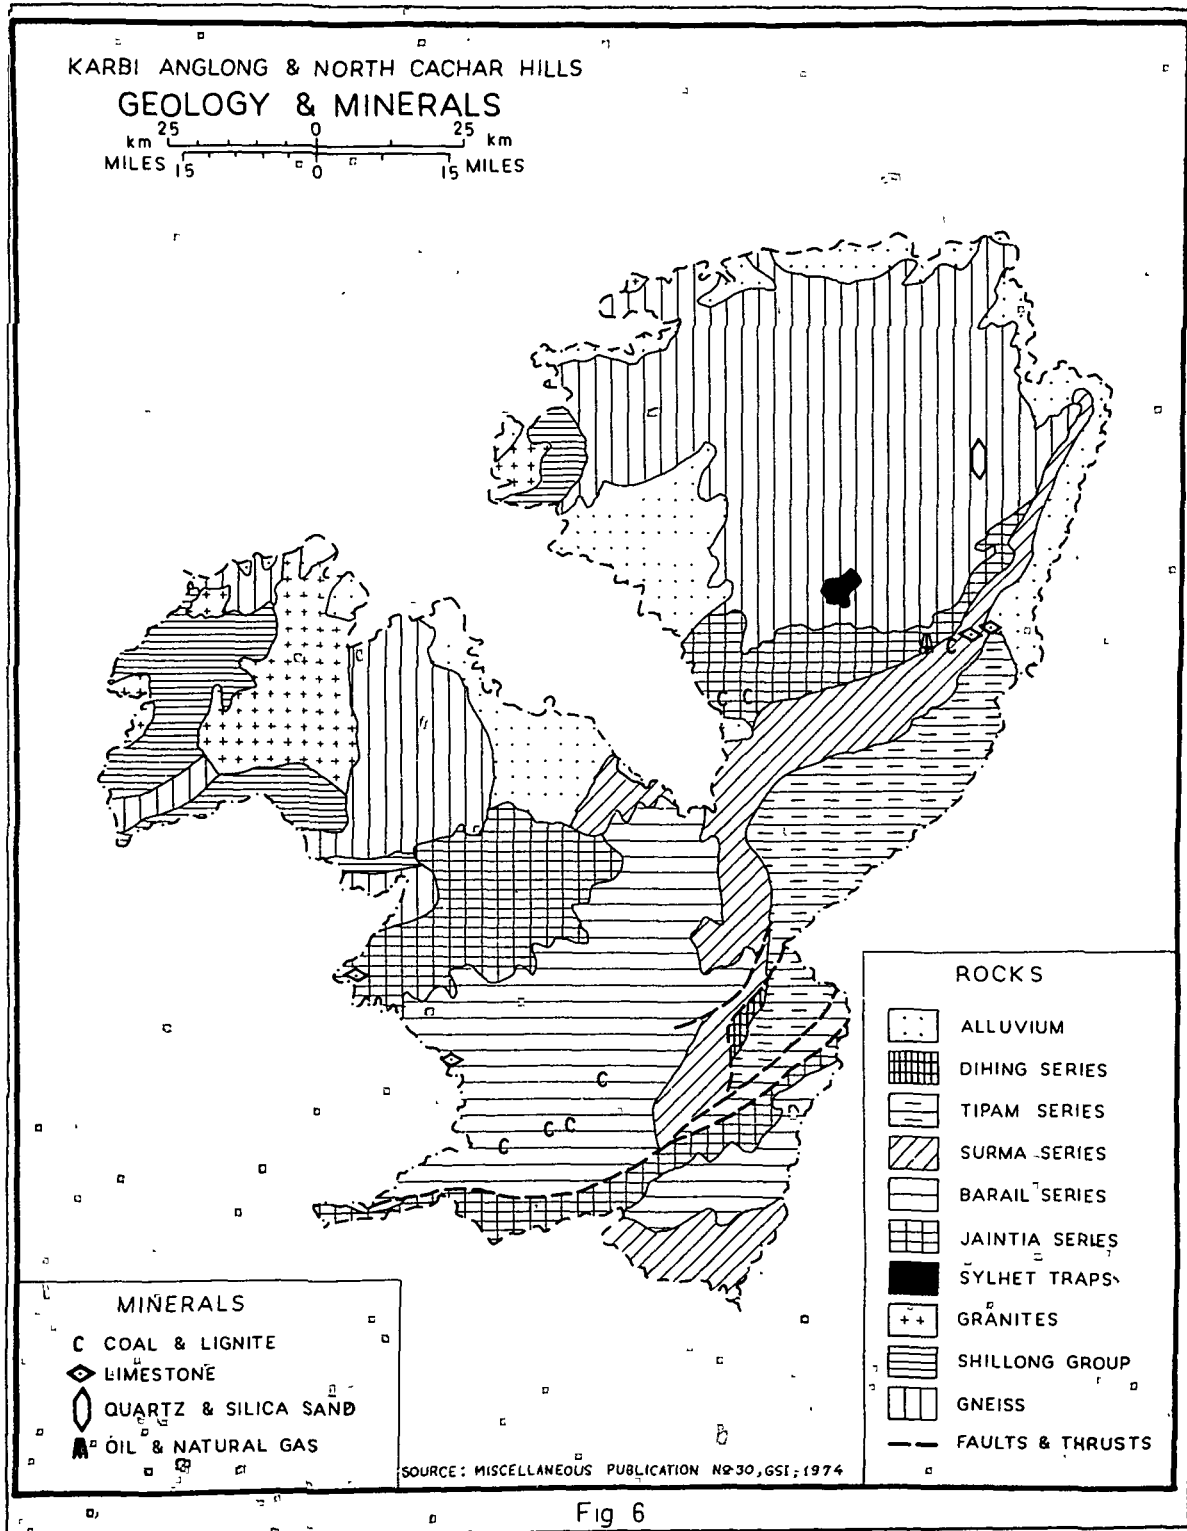 KARBI ANGLONG & NORTH CACHAR HILLS
GEOLOGY & MINERALS
km 25 0 25 km
MILES 15 0 15 MILES
C
C
C
C C
C
C
C C
C
ROCKS
ALLUVIUM
DIHING SERIES
TIPAM SERIES
SURMA SERIES
BARAIL SERIES
JAINTIA SERIES
SYLHET TRAPS
GRANITES
SHILLONG GROUP
GNEISS
FAULTS & THRUSTS
MINERALS
C COAL & LIGNITE
LIMESTONE
QUARTZ & SILICA SAND
OIL & NATURAL GAS
SOURCE: MISCELLANEOUS PUBLICATION Nº 30, GSI, 1974
Fig 6